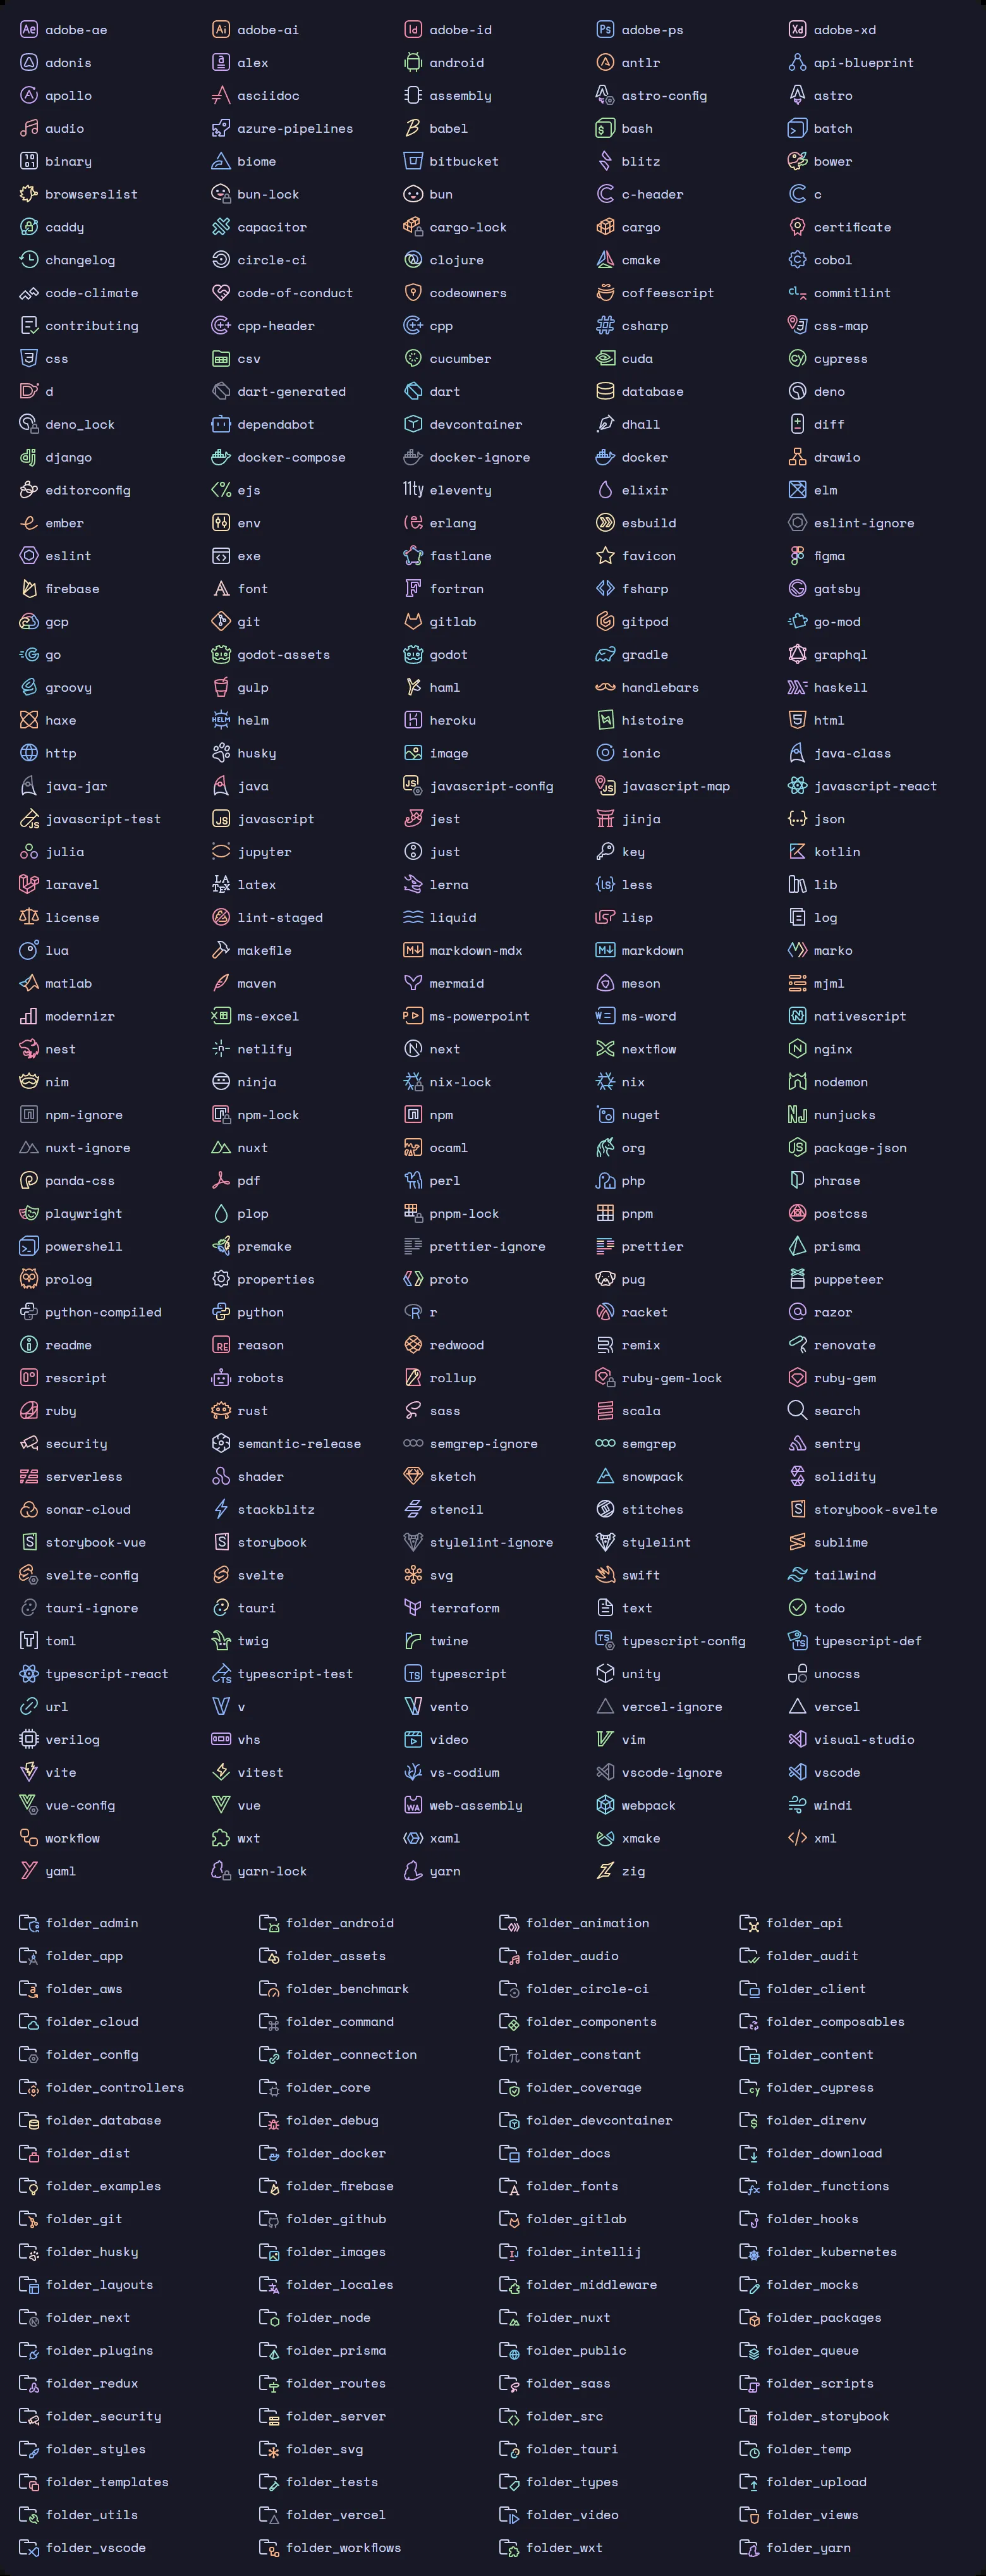 adobe-ae adobe-ai adobe-id adobe-ps adobe-xd
adonis alex android antlr api-blueprint
apollo asciidoc assembly astro-config astro
audio azure-pipelines babel bash batch
binary biome bitbucket blitz bower
browserslist bun-lock bun c-header c
caddy capacitor cargo-lock cargo certificate
changelog circle-ci clojure cmake cobol
code-climate code-of-conduct codeowners coffeescript commitlint
contributing cpp-header cpp csharp css-map
css csv cucumber cuda cypress
d dart-generated dart database deno
deno_lock dependabot devcontainer dhall diff
django docker-compose docker-ignore docker drawio
editorconfig ejs eleventy elixir elm
ember env erlang esbuild eslint-ignore
eslint exe fastlane favicon figma
firebase font fortran fsharp gatsby
gcp git gitlab gitpod go-mod
go godot-assets godot gradle graphql
groovy gulp haml handlebars haskell
haxe helm heroku histoire html
http husky image ionic java-class
java-jar java javascript-config javascript-map javascript-react
javascript-test javascript jest jinja json
julia jupyter just key kotlin
laravel latex lerna less lib
license lint-staged liquid lisp log
lua makefile markdown-mdx markdown marko
matlab maven mermaid meson mjml
modernizr ms-excel ms-powerpoint ms-word nativescript
nest netlify next nextflow nginx
nim ninja nix-lock nix nodemon
npm-ignore npm-lock npm nuget nunjucks
nuxt-ignore nuxt ocaml org package-json
panda-css pdf perl php phrase
playwright plop pnpm-lock pnpm postcss
powershell premake prettier-ignore prettier prisma
prolog properties proto pug puppeteer
python-compiled python r racket razor
readme reason redwood remix renovate
rescript robots rollup ruby-gem-lock ruby-gem
ruby rust sass scala search
security semantic-release semgrep-ignore semgrep sentry
serverless shader sketch snowpack solidity
sonar-cloud stackblitz stencil stitches storybook-svelte
storybook-vue storybook stylelint-ignore stylelint sublime
svelte-config svelte svg swift tailwind
tauri-ignore tauri terraform text todo
toml twig twine typescript-config typescript-def
typescript-react typescript-test typescript unity unocss
url v vento vercel-ignore vercel
verilog vhs video vim visual-studio
vite vitest vs-codium vscode-ignore vscode
vue-config vue web-assembly webpack windi
workflow wxt xaml xmake xml
yaml yarn-lock yarn zig
folder_admin folder_android folder_animation folder_api
folder_app folder_assets folder_audio folder_audit
folder_aws folder_benchmark folder_circle-ci folder_client
folder_cloud folder_command folder_components folder_composables
folder_config folder_connection folder_constant folder_content
folder_controllers folder_core folder_coverage folder_cypress
folder_database folder_debug folder_devcontainer folder_direnv
folder_dist folder_docker folder_docs folder_download
folder_examples folder_firebase folder_fonts folder_functions
folder_git folder_github folder_gitlab folder_hooks
folder_husky folder_images folder_intellij folder_kubernetes
folder_layouts folder_locales folder_middleware folder_mocks
folder_next folder_node folder_nuxt folder_packages
folder_plugins folder_prisma folder_public folder_queue
folder_redux folder_routes folder_sass folder_scripts
folder_security folder_server folder_src folder_storybook
folder_styles folder_svg folder_tauri folder_temp
folder_templates folder_tests folder_types folder_upload
folder_utils folder_vercel folder_video folder_views
folder_vscode folder_workflows folder_wxt folder_yarn